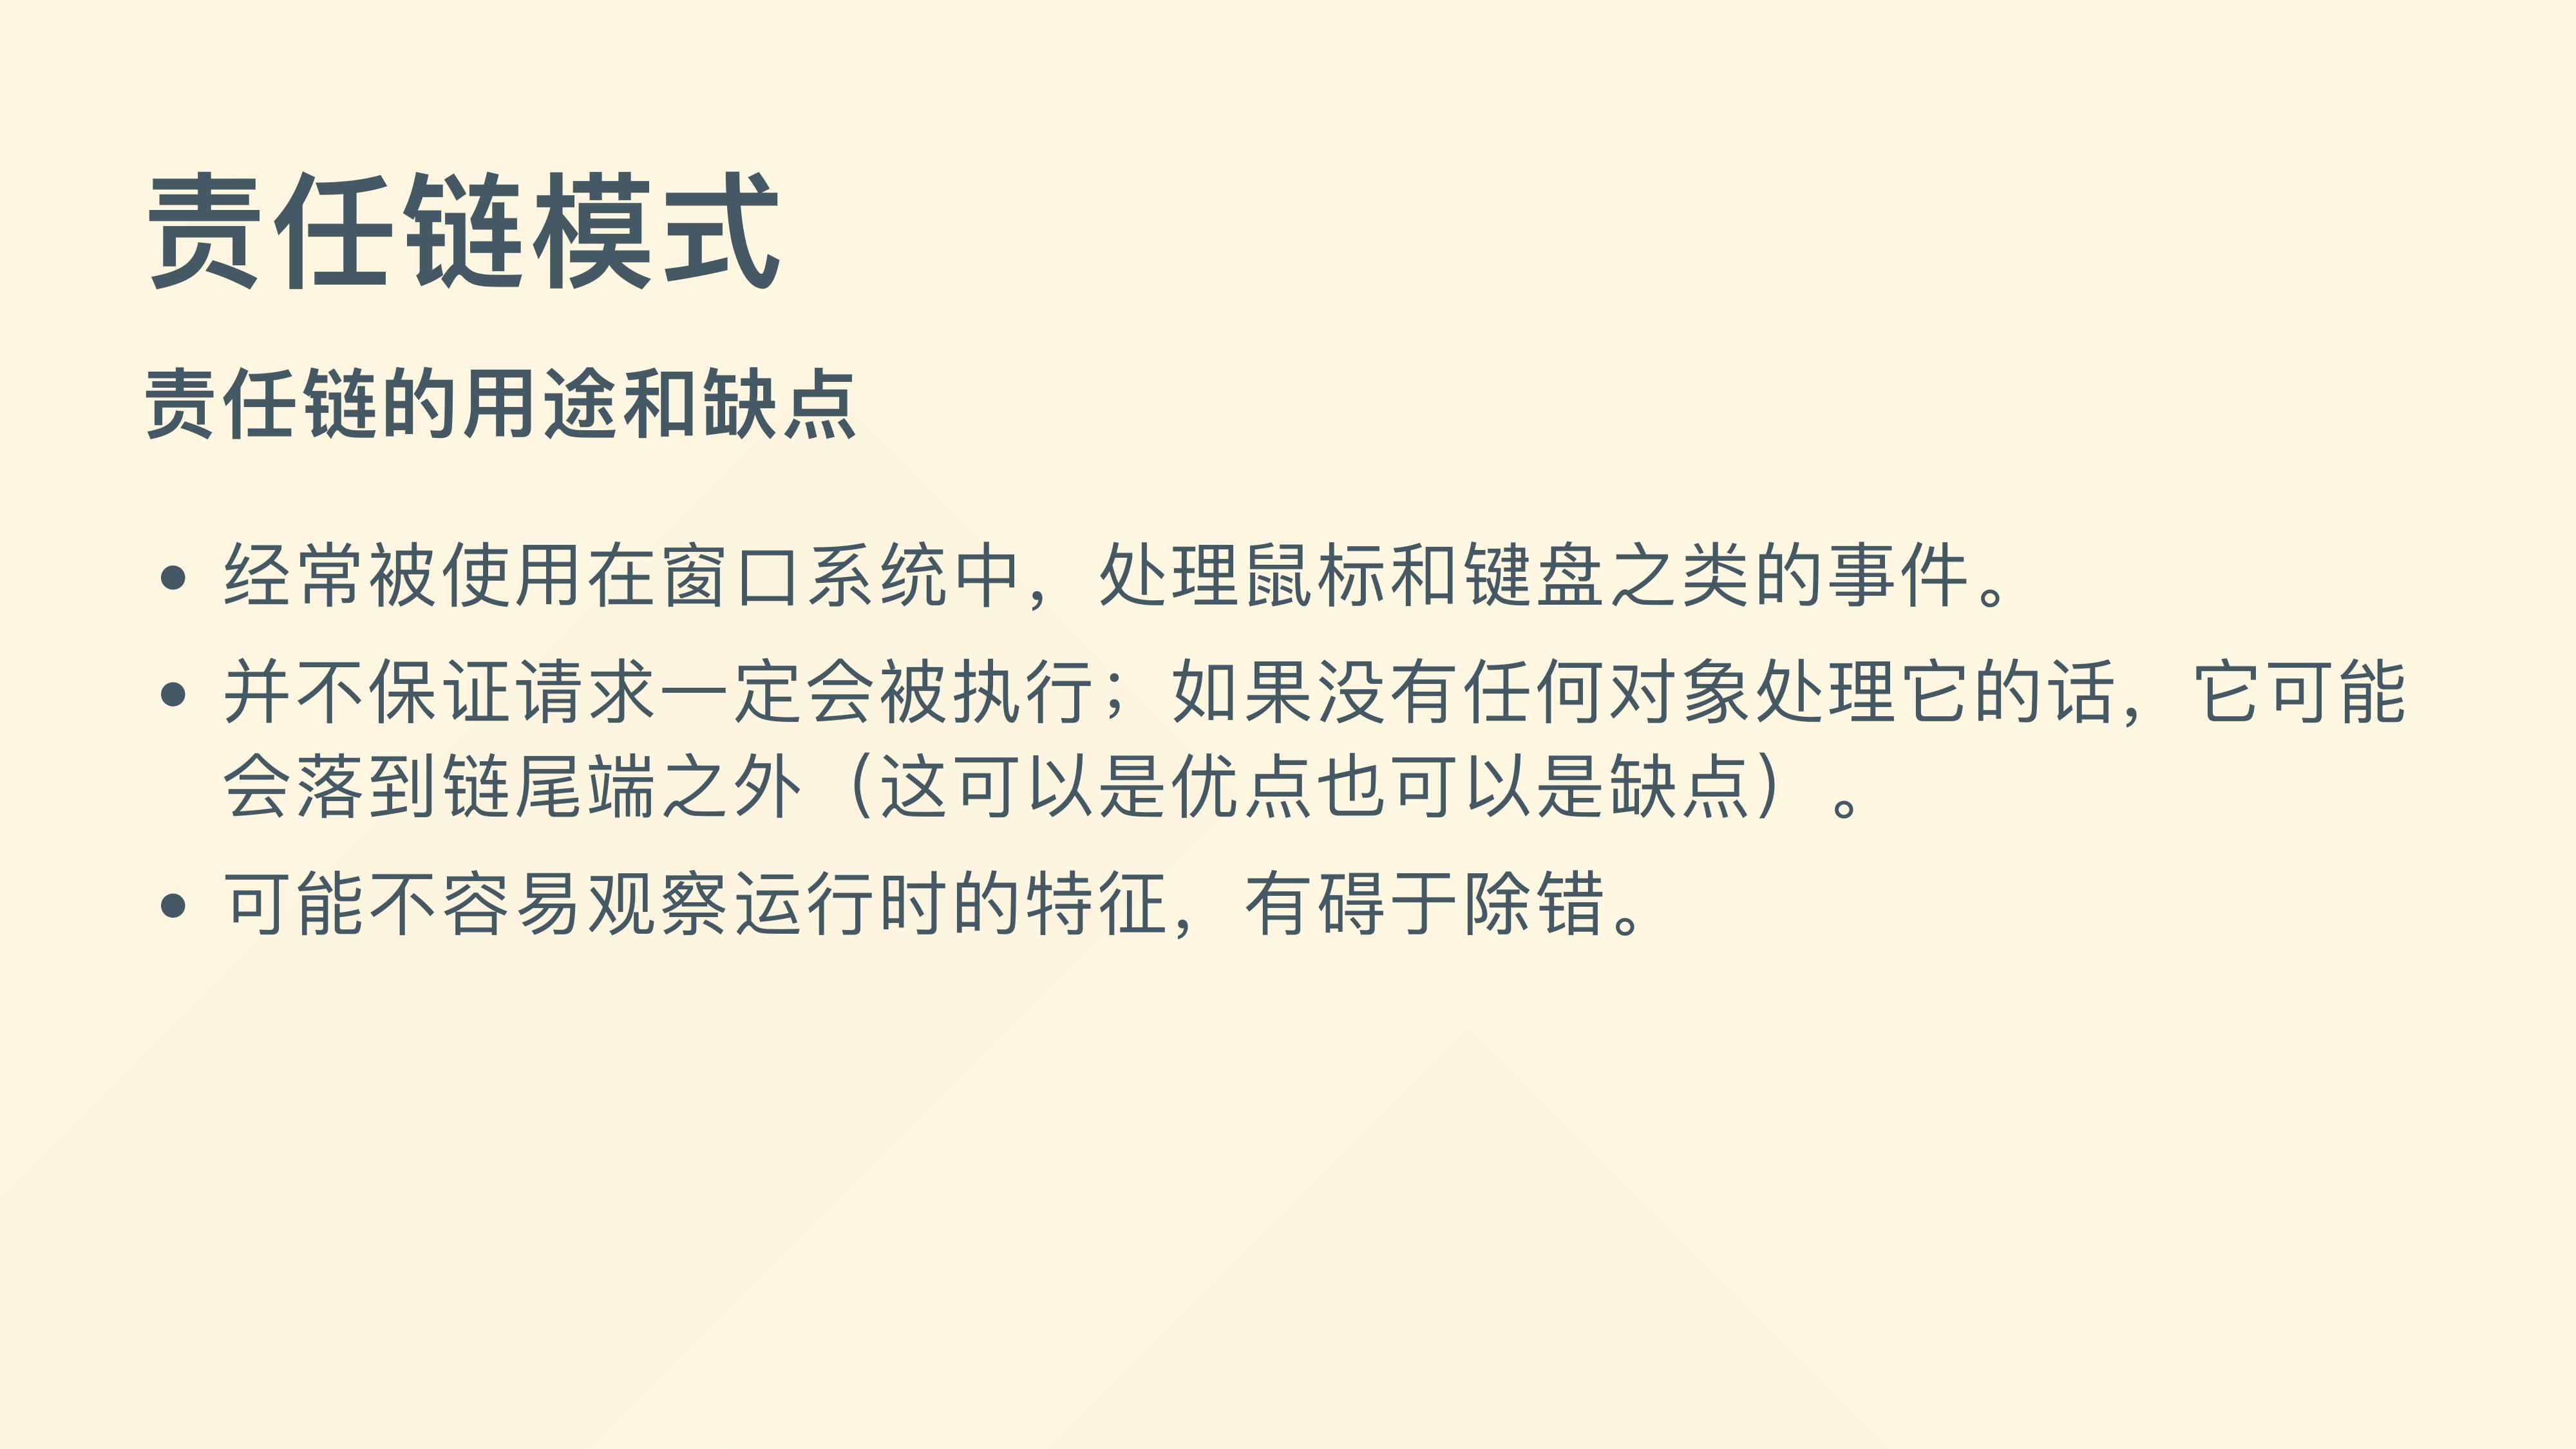 责任链模式
责任链的用途和缺点
• 经常被使用在窗口系统中，处理鼠标和键盘之类的事件。
• 并不保证请求一定会被执行；如果没有任何对象处理它的话，它可能
会落到链尾端之外（这可以是优点也可以是缺点）。
• 可能不容易观察运行时的特征，有碍于除错。